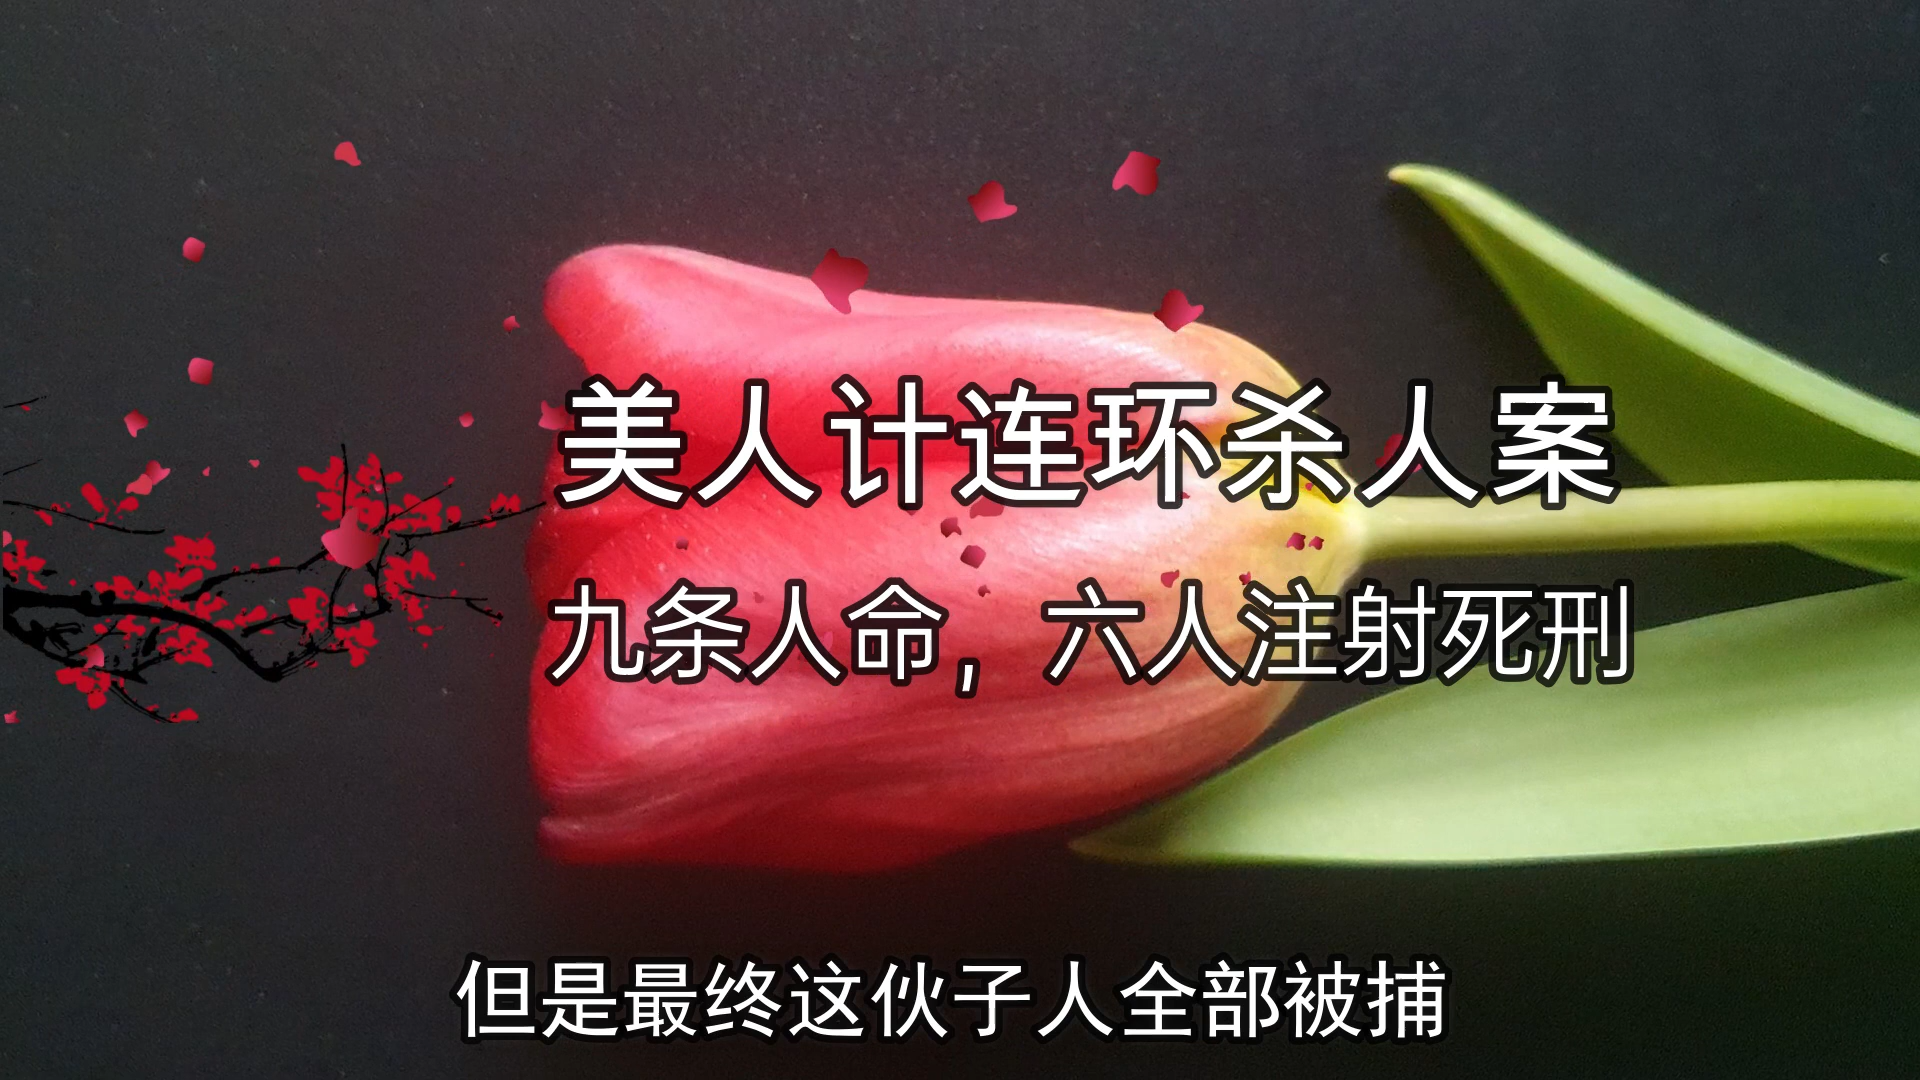 美人计连环杀人案
九条人命，六人注射死刑
但是最终这伙子人全部被捕